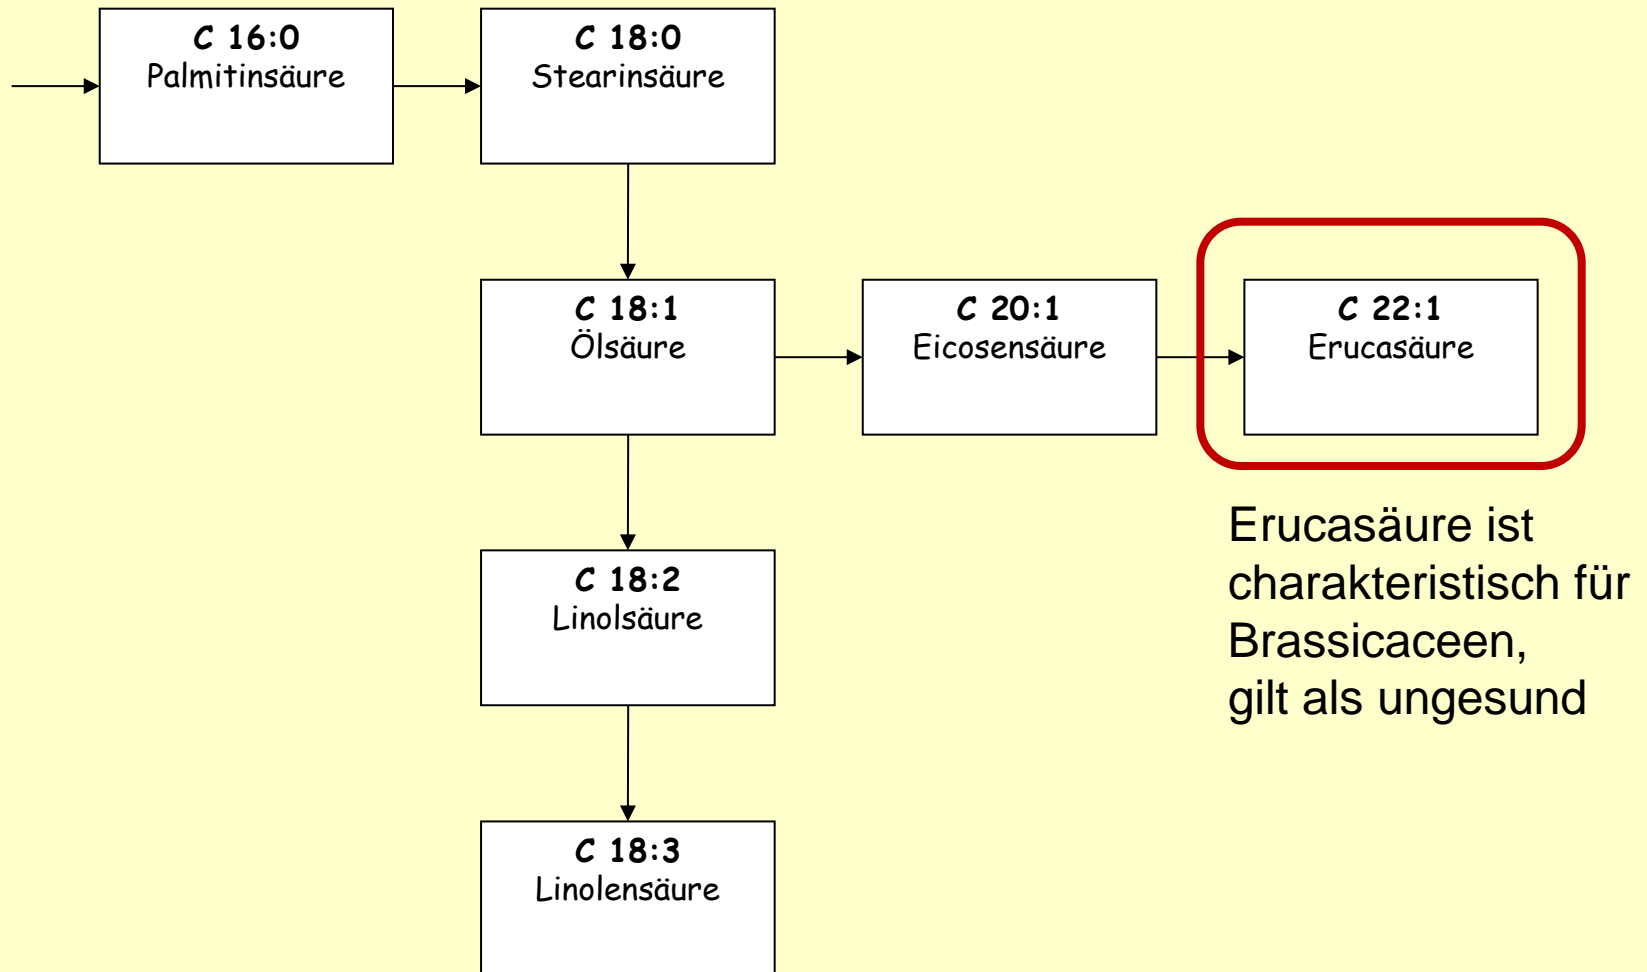 C 16:0
Palmitinsäure
C 18:0
Stearinsäure
C 18:1
Ölsäure
C 20:1
Eicosensäure
C 22:1
Erucasäure
Erucasäure ist
charakteristisch für
Brassicaceen,
gilt als ungesund
C 18:2
Linolsäure
C 18:3
Linolensäure